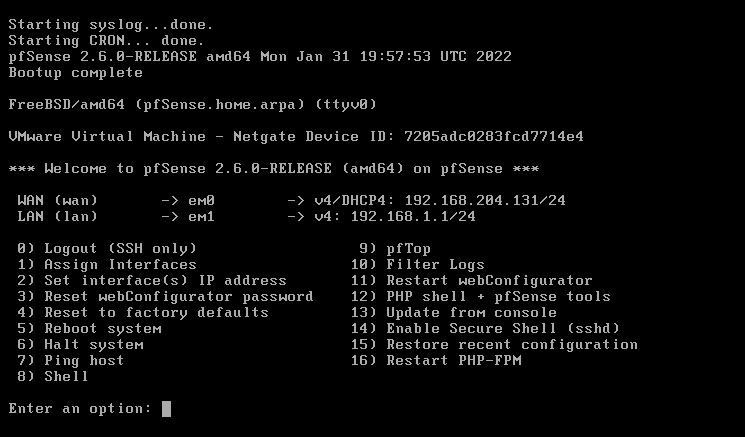 Starting syslog...done.
Starting CRON... done.
pfSense 2.6.0-RELEASE amd64 Mon Jan 31 19:57:53 UTC 2022
Bootup complete
FreeBSD/amd64 (pfSense.home.arpa) (ttyv0)
VMware Virtual Machine - Netgate Device ID: 7205adc0283fcd7714e4
*** Welcome to pfSense 2.6.0-RELEASE (amd64) on pfSense ***
WAN (wan)       -> em0        -> v4/DHCP4: 192.168.204.131/24
LAN (lan)       -> em1        -> v4: 192.168.1.1/24
0) Logout (SSH only)                  9) pfTop
1) Assign Interfaces                 10) Filter Logs
2) Set interface(s) IP address       11) Restart webConfigurator
3) Reset webConfigurator password    12) PHP shell + pfSense tools
4) Reset to factory defaults         13) Update from console
5) Reboot system                     14) Enable Secure Shell (sshd)
6) Halt system                       15) Restore recent configuration
7) Ping host                         16) Restart PHP-FPM
8) Shell
Enter an option: